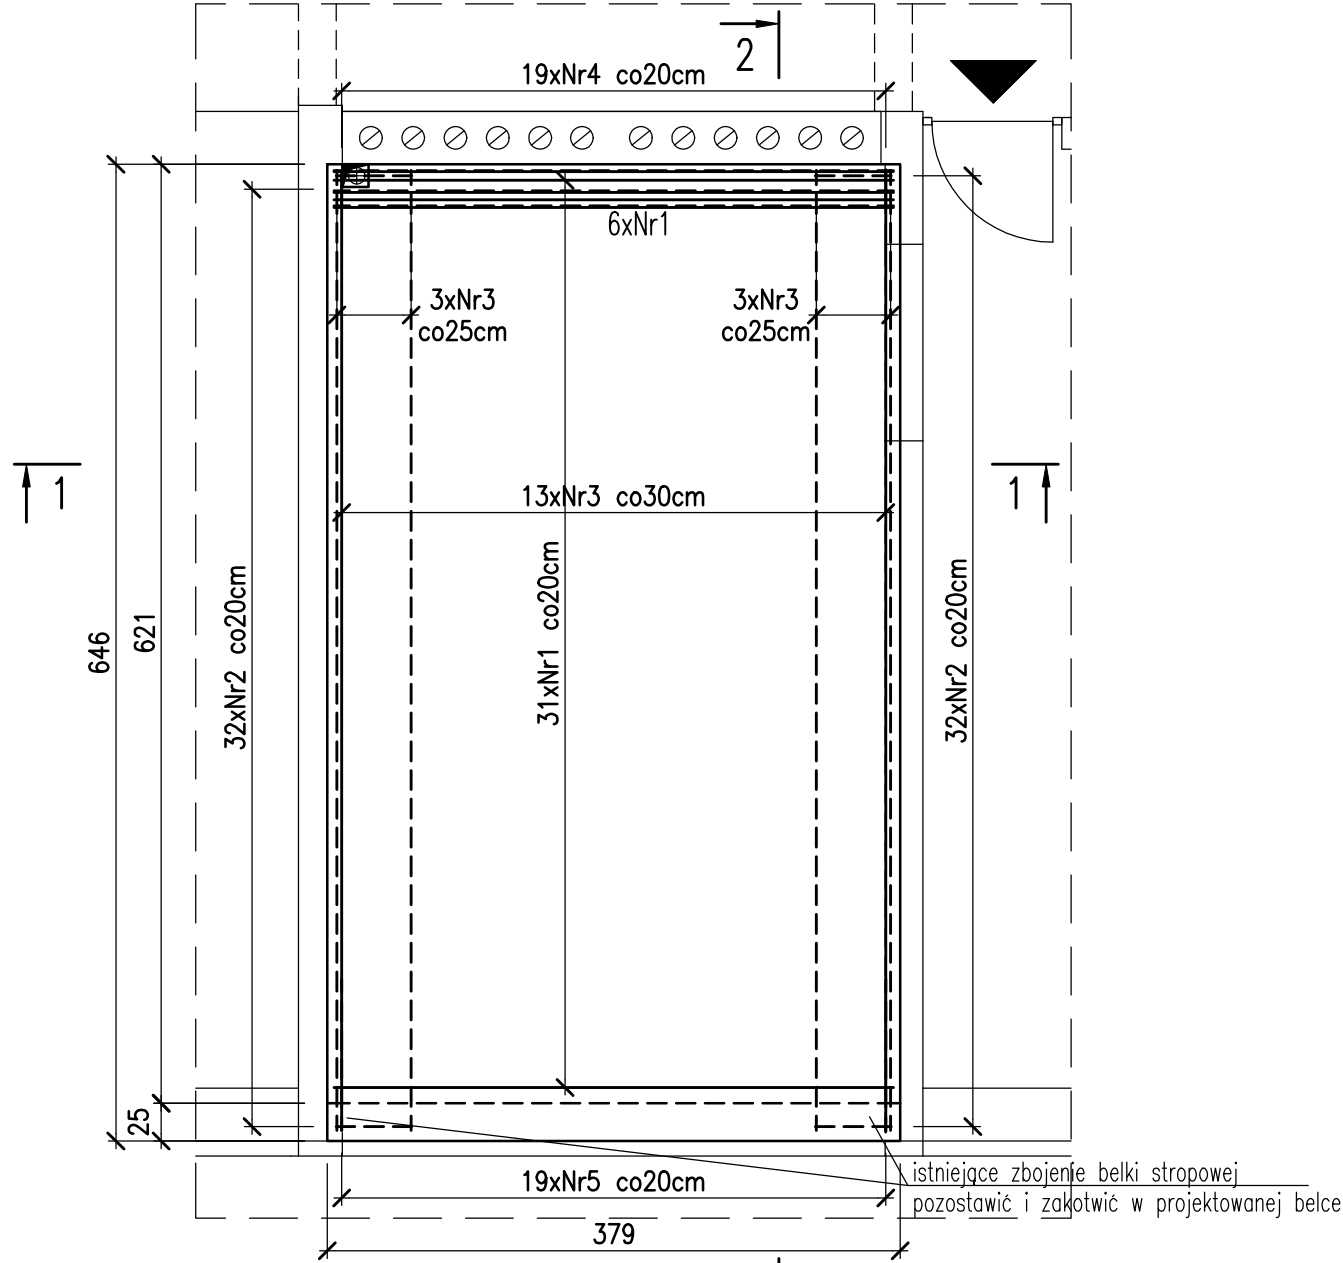 2
19xNr4 co20cm
6xNr1
3xNr3
co25cm
3xNr3
co25cm
1
1
13xNr3 co30cm
31xNr1 co20cm
32xNr2 co20cm
32xNr2 co20cm
646
621
25
istniejące zbojenie belki stropowej
pozostawić i zakotwić w projektowanej belce
19xNr5 co20cm
379